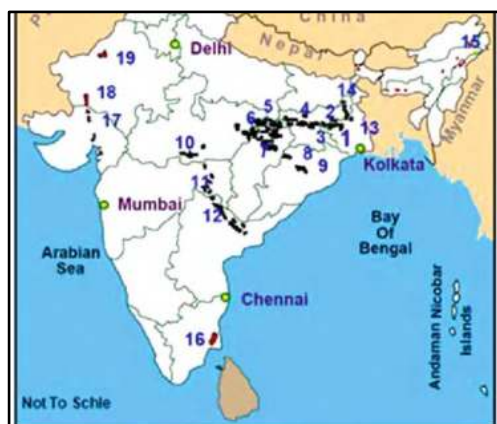 China
Nepal
Delhi
15
19
18
14
17
5
4
2
6
3
1
13
10
7
8
9
Kolkata
Myanmar
11
12
Mumbai
Arabian
Sea
Bay
Of
Bengal
Chennai
16
Andaman Nicobar
Islands
Not To Schle